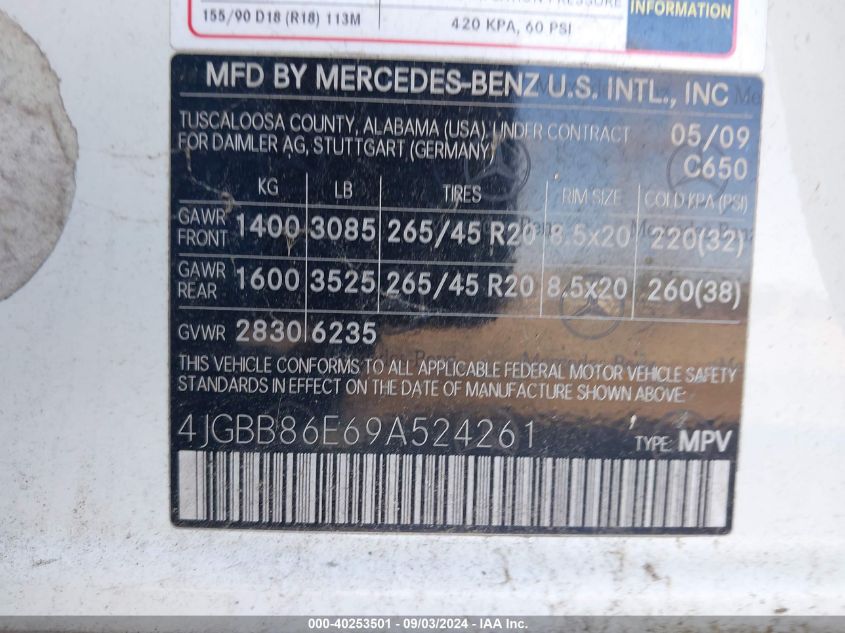 INFORMATION
155/90 D18 (R18) 113M 420 KPA, 60 PSI
MFD BY MERCEDES-BENZ U.S. INTL., INC
TUSCALOOSA COUNTY, ALABAMA (USA), UNDER CONTRACT 05/09
FOR DAIMLER AG, STUTTGART (GERMANY) C650
KG LB TIRES RIM SIZE COLD KPA (PSI)
GAWR FRONT 1400 3085 265/45 R20 8.5x20 220(32)
GAWR REAR 1600 3525 265/45 R20 8.5x20 260(38)
GVWR 2830 6235
THIS VEHICLE CONFORMS TO ALL APPLICABLE FEDERAL MOTOR VEHICLE SAFETY
STANDARDS IN EFFECT ON THE DATE OF MANUFACTURE SHOWN ABOVE:
4JGBB86E69A524261 TYPE: MPV
000-40253501 - 09/03/2024 - IAA Inc.